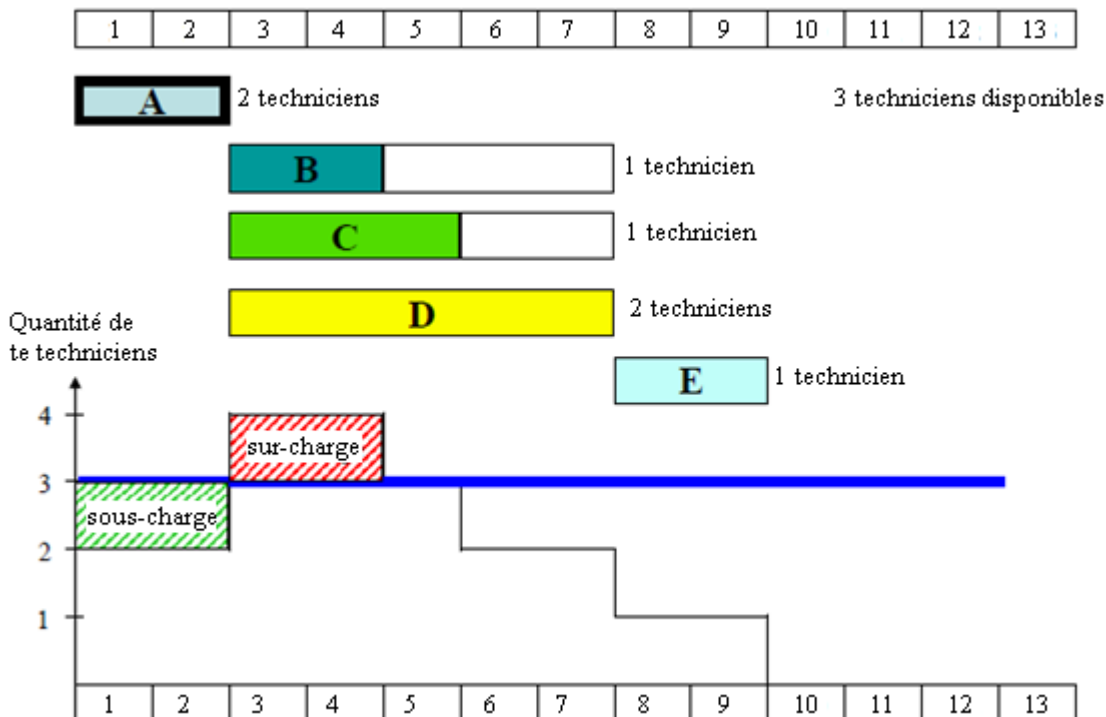 1 2 3 4 5 6 7 8 9 10 11 12 13
A 2 techniciens 3 techniciens disponibles
B 1 technicien
C 1 technicien
D 2 techniciens
Quantité de
te techniciens
E 1 technicien
4
sur-charge
3
sous-charge
2
1
1 2 3 4 5 6 7 8 9 10 11 12 13